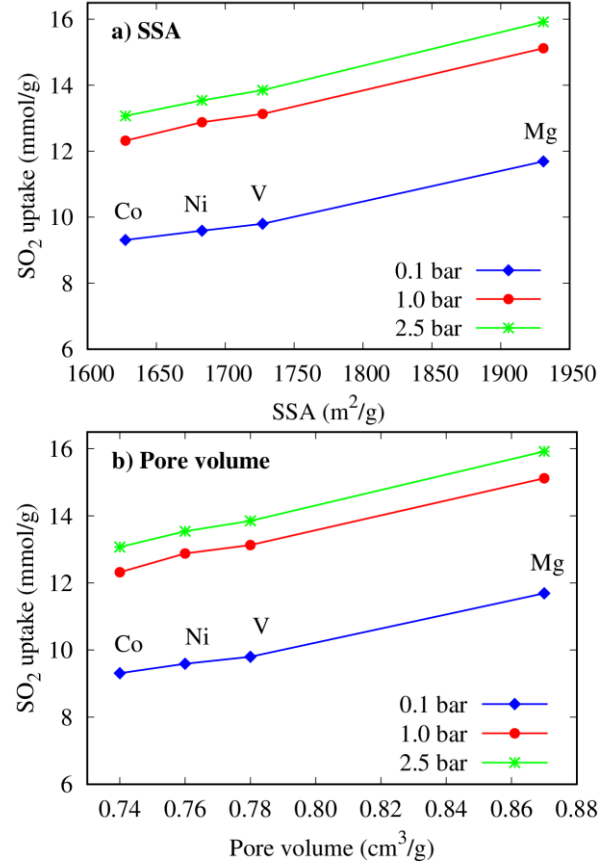 a) SSA
SO₂ uptake (mmol/g)
16
14
12
10
8
6
Co
Ni
V
Mg
0.1 bar
1.0 bar
2.5 bar
1600 1650 1700 1750 1800 1850 1900 1950
SSA (m²/g)
b) Pore volume
SO₂ uptake (mmol/g)
16
14
12
10
8
6
Co
Ni
V
Mg
0.1 bar
1.0 bar
2.5 bar
0.74 0.76 0.78 0.80 0.82 0.84 0.86 0.88
Pore volume (cm³/g)